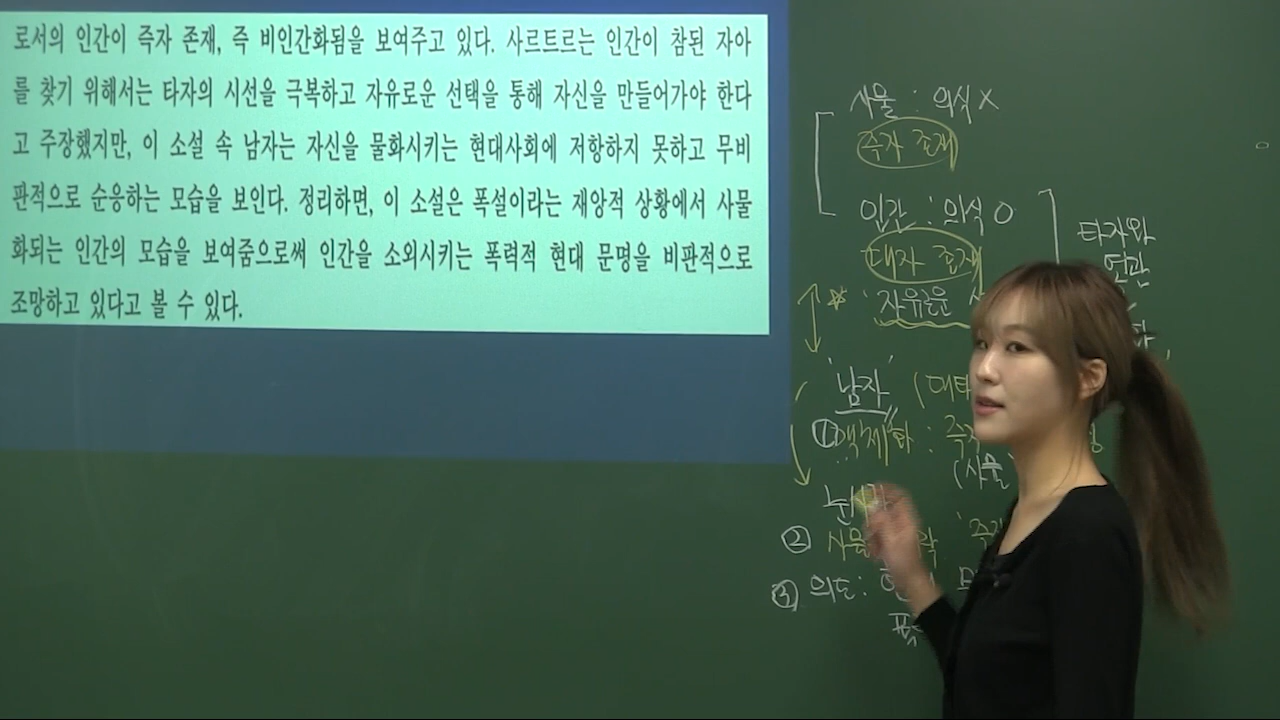 로서의 인간이 즉자 존재, 즉 비인간화됨을 보여주고 있다. 사르트르는 인간이 참된 자아
를 찾기 위해서는 타자의 시선을 극복하고 자유로운 선택을 통해 자신을 만들어가야 한다
고 주장했지만, 이 소설 속 남자는 자신을 물화시키는 현대사회에 저항하지 못하고 무비
판적으로 순응하는 모습을 보인다. 정리하면, 이 소설은 폭설이라는 재앙적 상황에서 사물
화되는 인간의 모습을 보여줌으로써 인간을 소외시키는 폭력적 현대 문명을 비판적으로
조망하고 있다고 볼 수 있다.
사물 : 의식 X
즉자 존재
인간 : 의식 O
대자 존재
'자유로운
타자와
연관
'남자' (대타
① 객체화 : 즉자
(사물
②
③ 의도 :